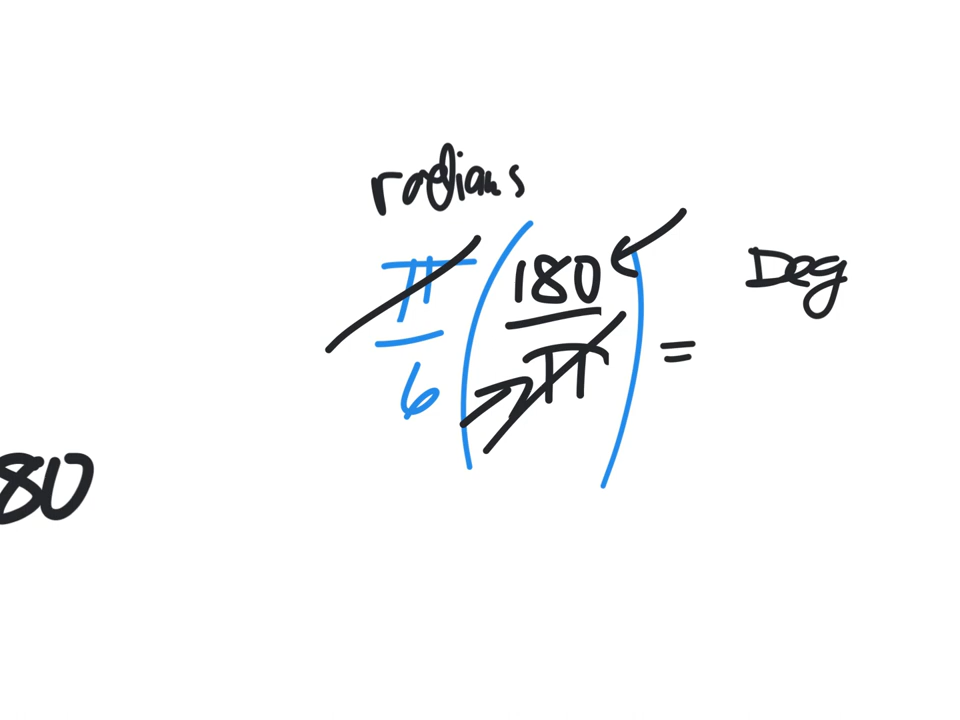 radians
π/6 (180/π) = Deg
80